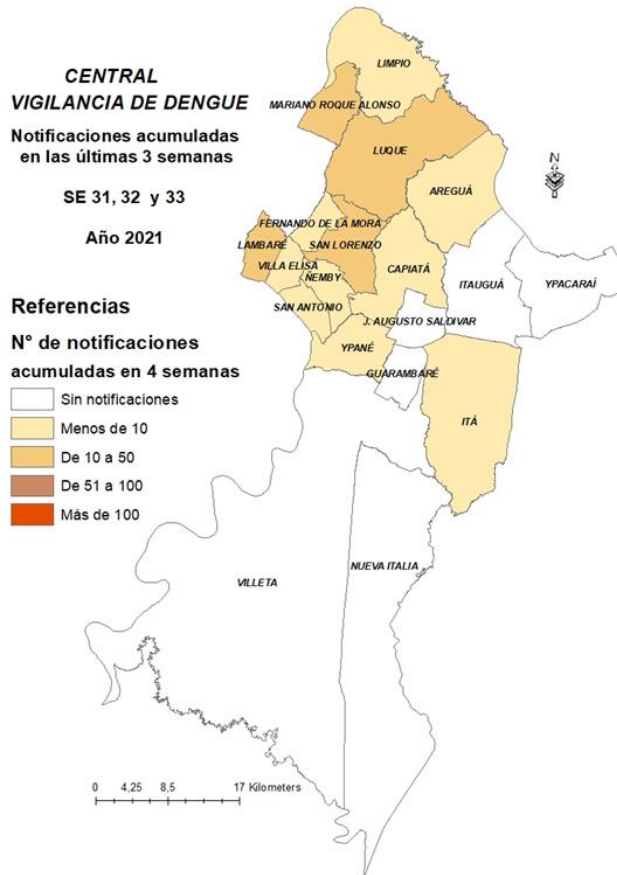 CENTRAL
VIGILANCIA DE DENGUE
Notificaciones acumuladas
en las últimas 3 semanas
SE 31, 32 y 33
Año 2021
LIMPIO
MARIANO ROQUE ALONSO
LUQUE
N
AREGUÁ
FERNANDO DE LA MORA
LAMBARÉ
SAN LORENZO
VILLA ELISA
CAPIATÁ
ÑEMBY
ITAUGUÁ
YPACARAÍ
SAN ANTONIO
J. AUGUSTO SALDIVAR
YPANÉ
GUARAMBARÉ
ITÁ
Referencias
N° de notificaciones
acumuladas en 4 semanas
Sin notificaciones
Menos de 10
De 10 a 50
De 51 a 100
Más de 100
NUEVA ITALIA
VILLETA
0 4,25 8,5 17 Kilometers